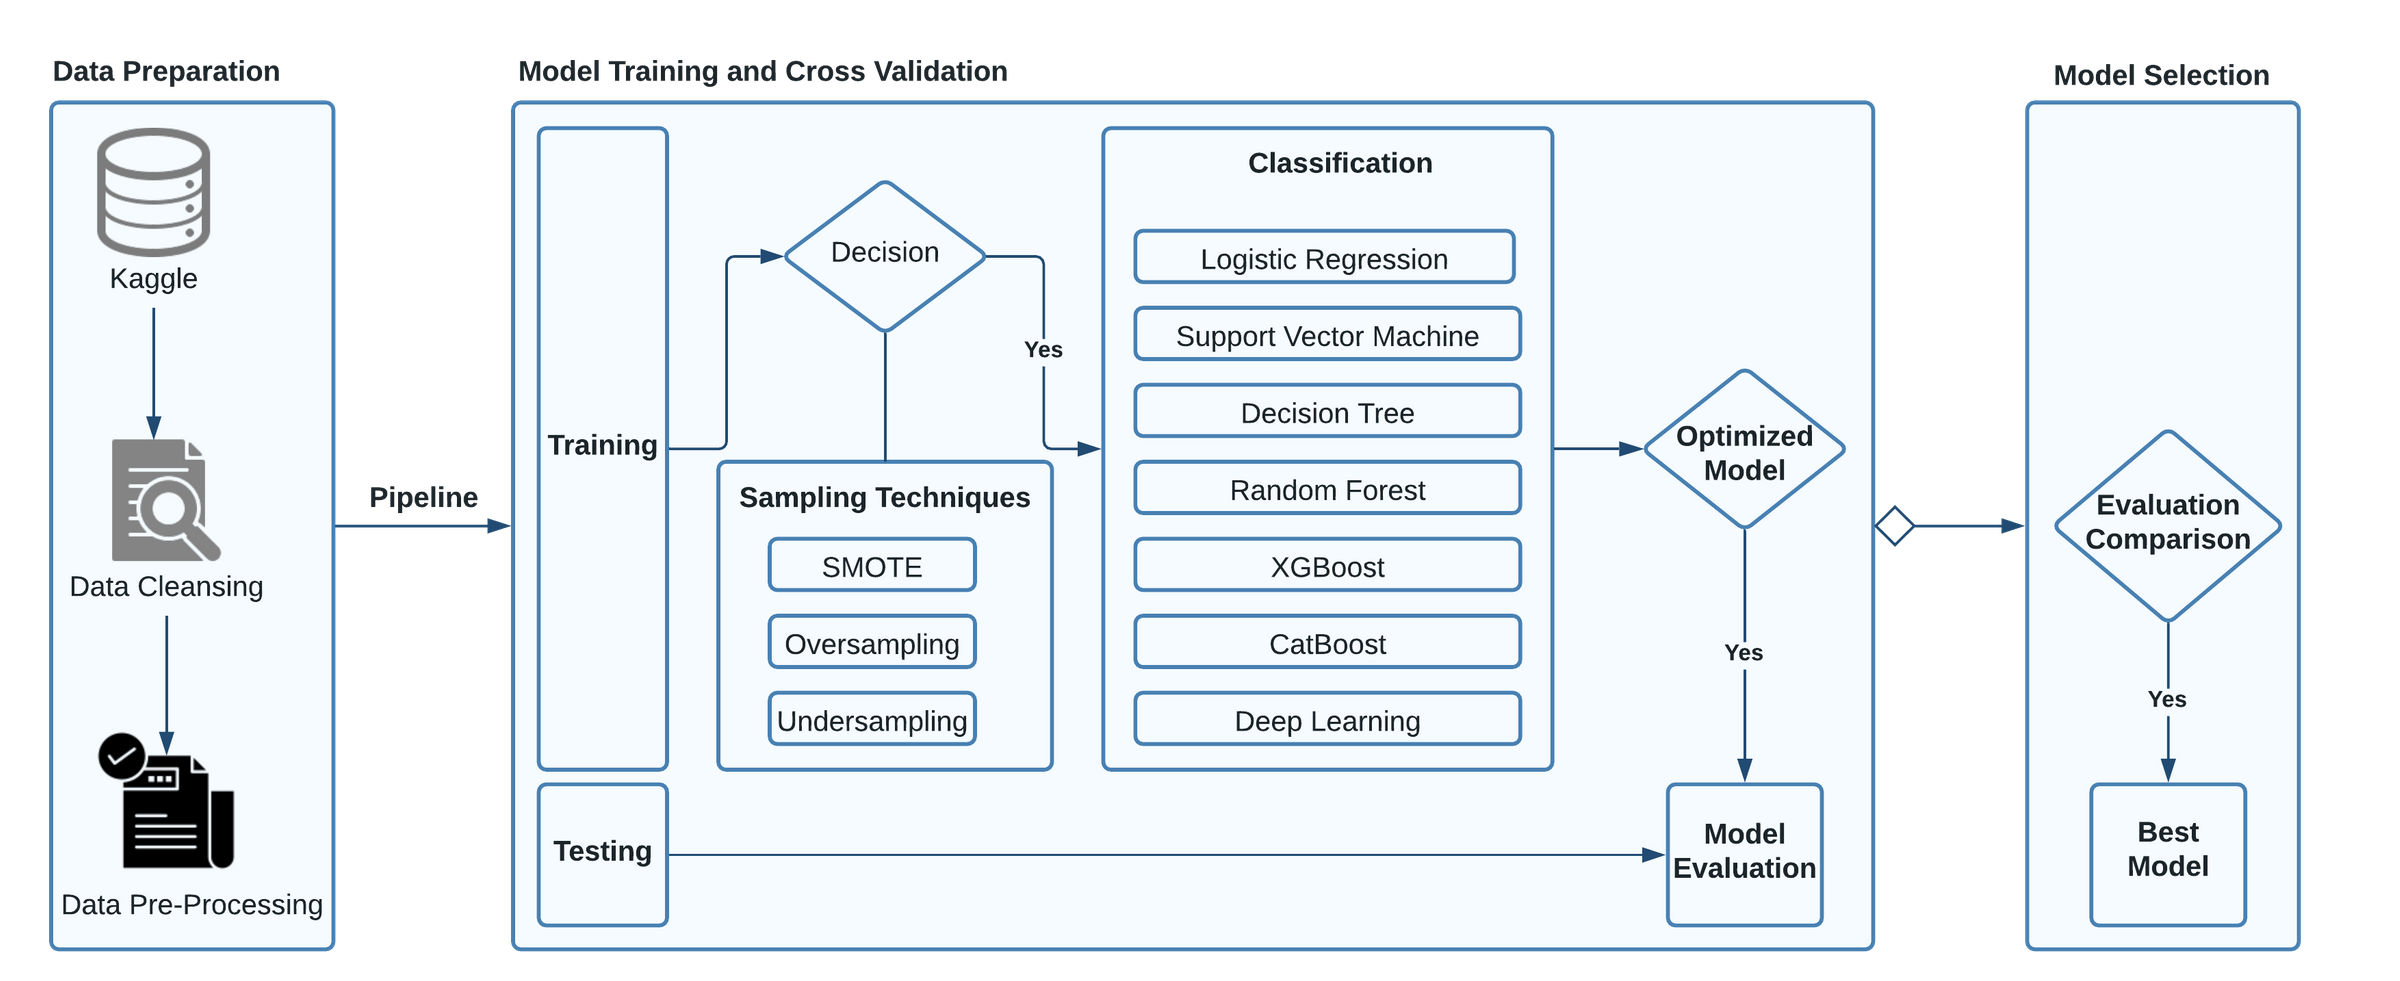 Data Preparation
Kaggle
Data Cleansing
Data Pre-Processing
Pipeline
Model Training and Cross Validation
Training
Testing
Decision
Yes
Sampling Techniques
SMOTE
Oversampling
Undersampling
Classification
Logistic Regression
Support Vector Machine
Decision Tree
Random Forest
XGBoost
CatBoost
Deep Learning
Optimized
Model
Yes
Model
Evaluation
Model Selection
Evaluation
Comparison
Yes
Best
Model